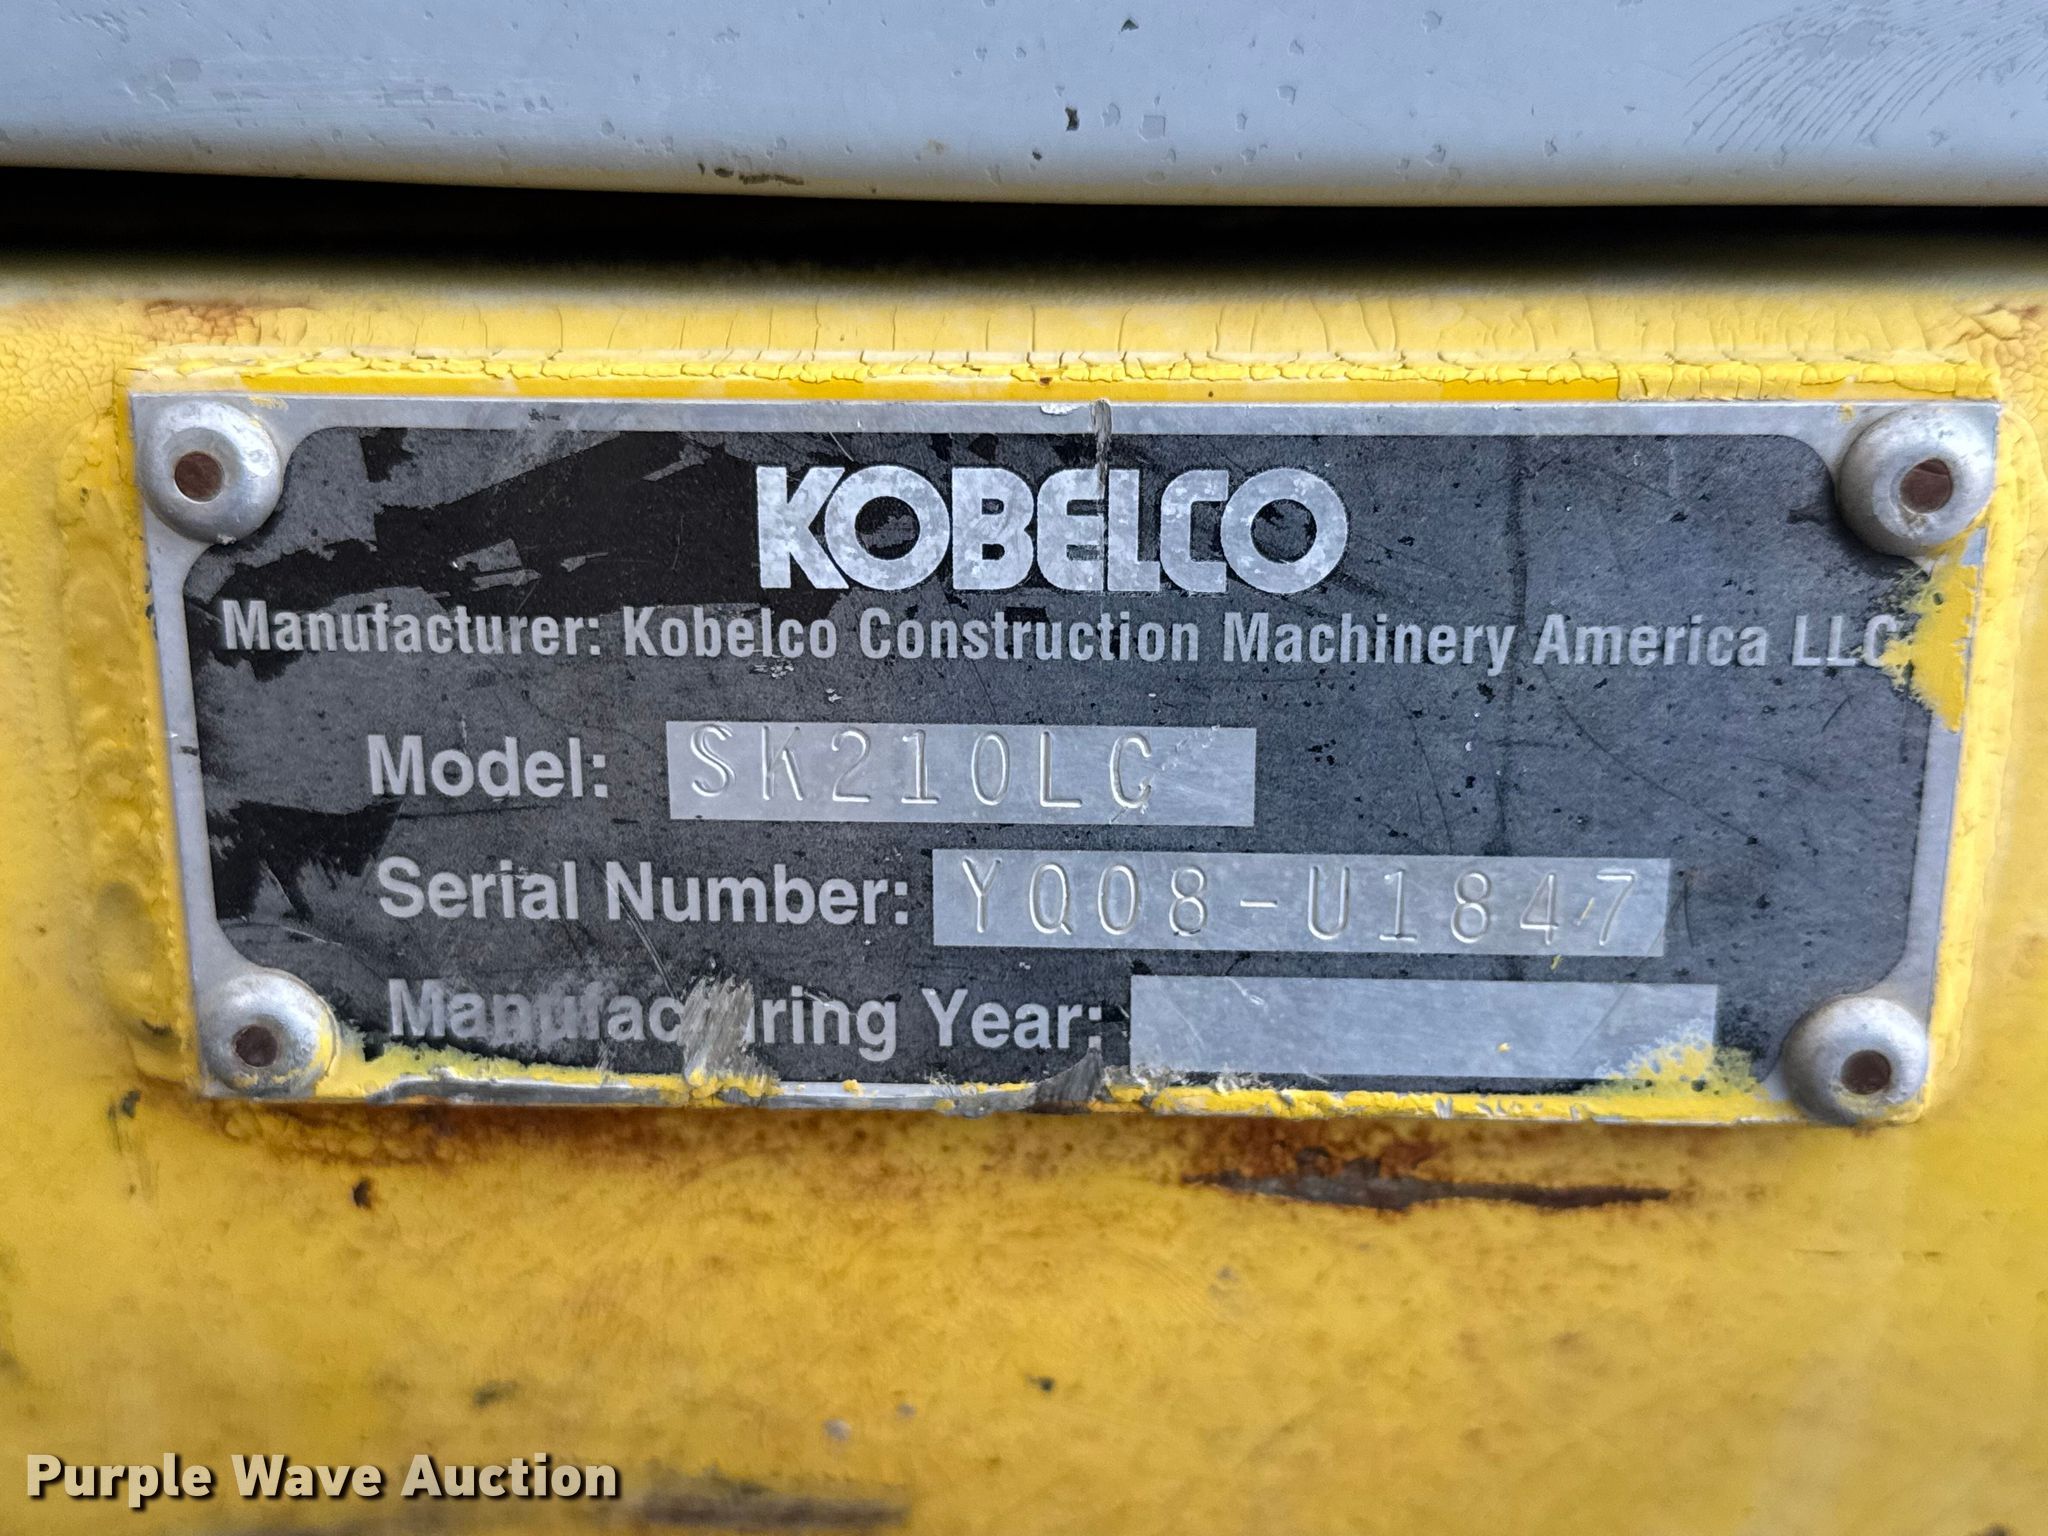 KOBELCO
Manufacturer: Kobelco Construction Machinery America LLC
Model: SK210LC
Serial Number: YQ08-U1847
Manufacturing Year:
Purple Wave Auction